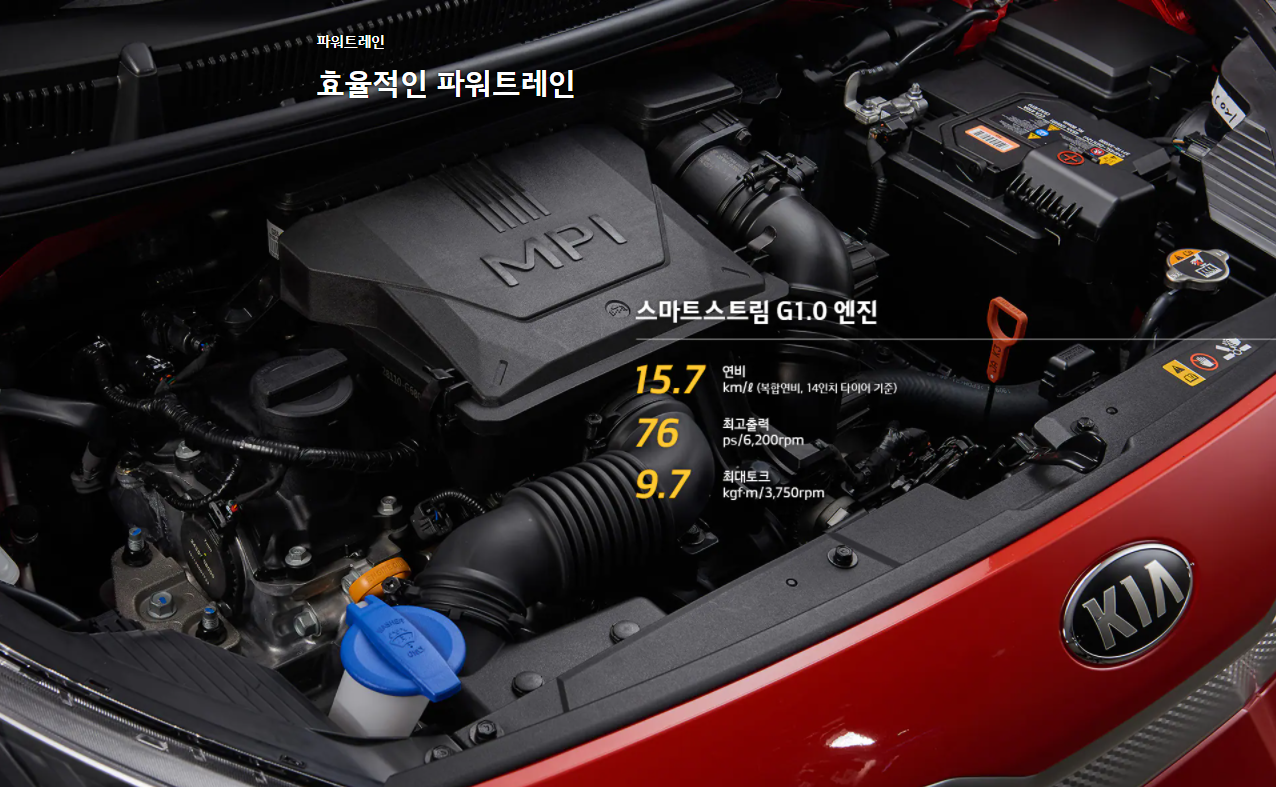 파워트레인
효율적인 파워트레인
MPI
스마트스트림 G1.0 엔진
15.7 연비
km/ℓ (복합연비, 14인치 타이어 기준)
76 최고출력
ps/6,200rpm
9.7 최대토크
kgf·m/3,750rpm
KIA